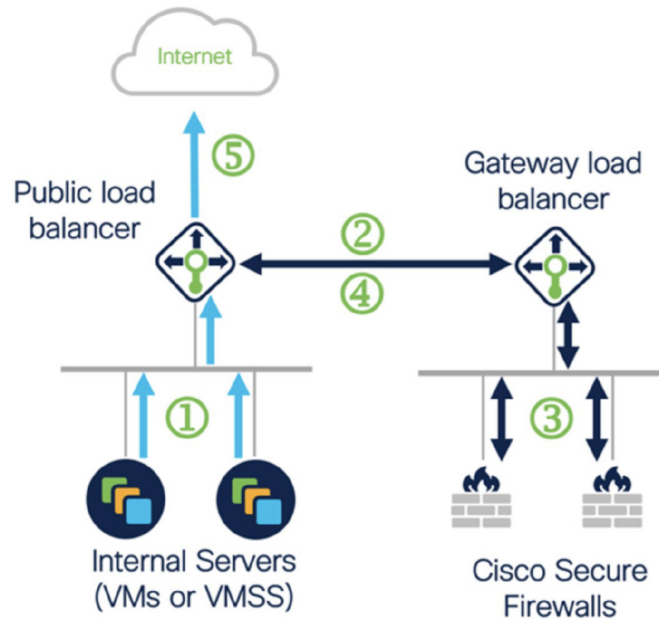 Internet
⑤
Public load
balancer
Gateway load
balancer
②
④
①
③
Internal Servers
(VMs or VMSS)
Cisco Secure
Firewalls